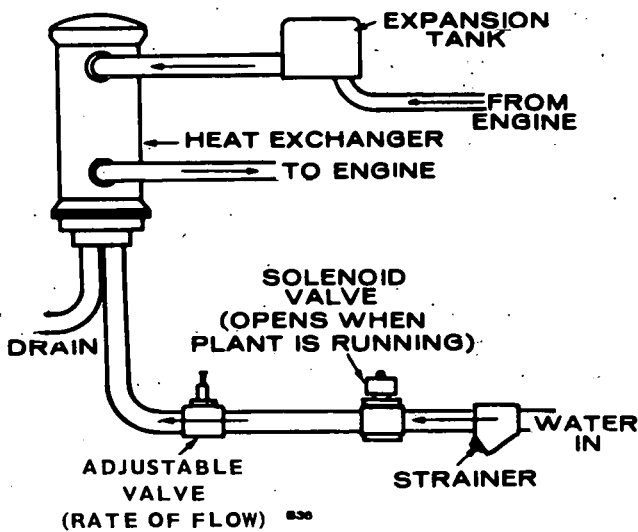 EXPANSION
TANK
FROM
ENGINE
HEAT EXCHANGER
TO ENGINE
SOLENOID
VALVE
(OPENS WHEN
PLANT IS RUNNING)
DRAIN
WATER
IN
STRAINER
ADJUSTABLE
VALVE
(RATE OF FLOW)